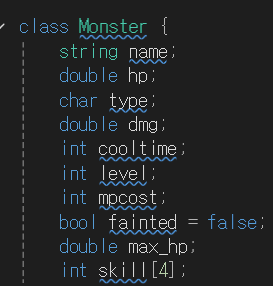 class Monster {
string name;
double hp;
char type;
double dmg;
int cooltime;
int level;
int mpcost;
bool fainted = false;
double max_hp;
int skill[4];